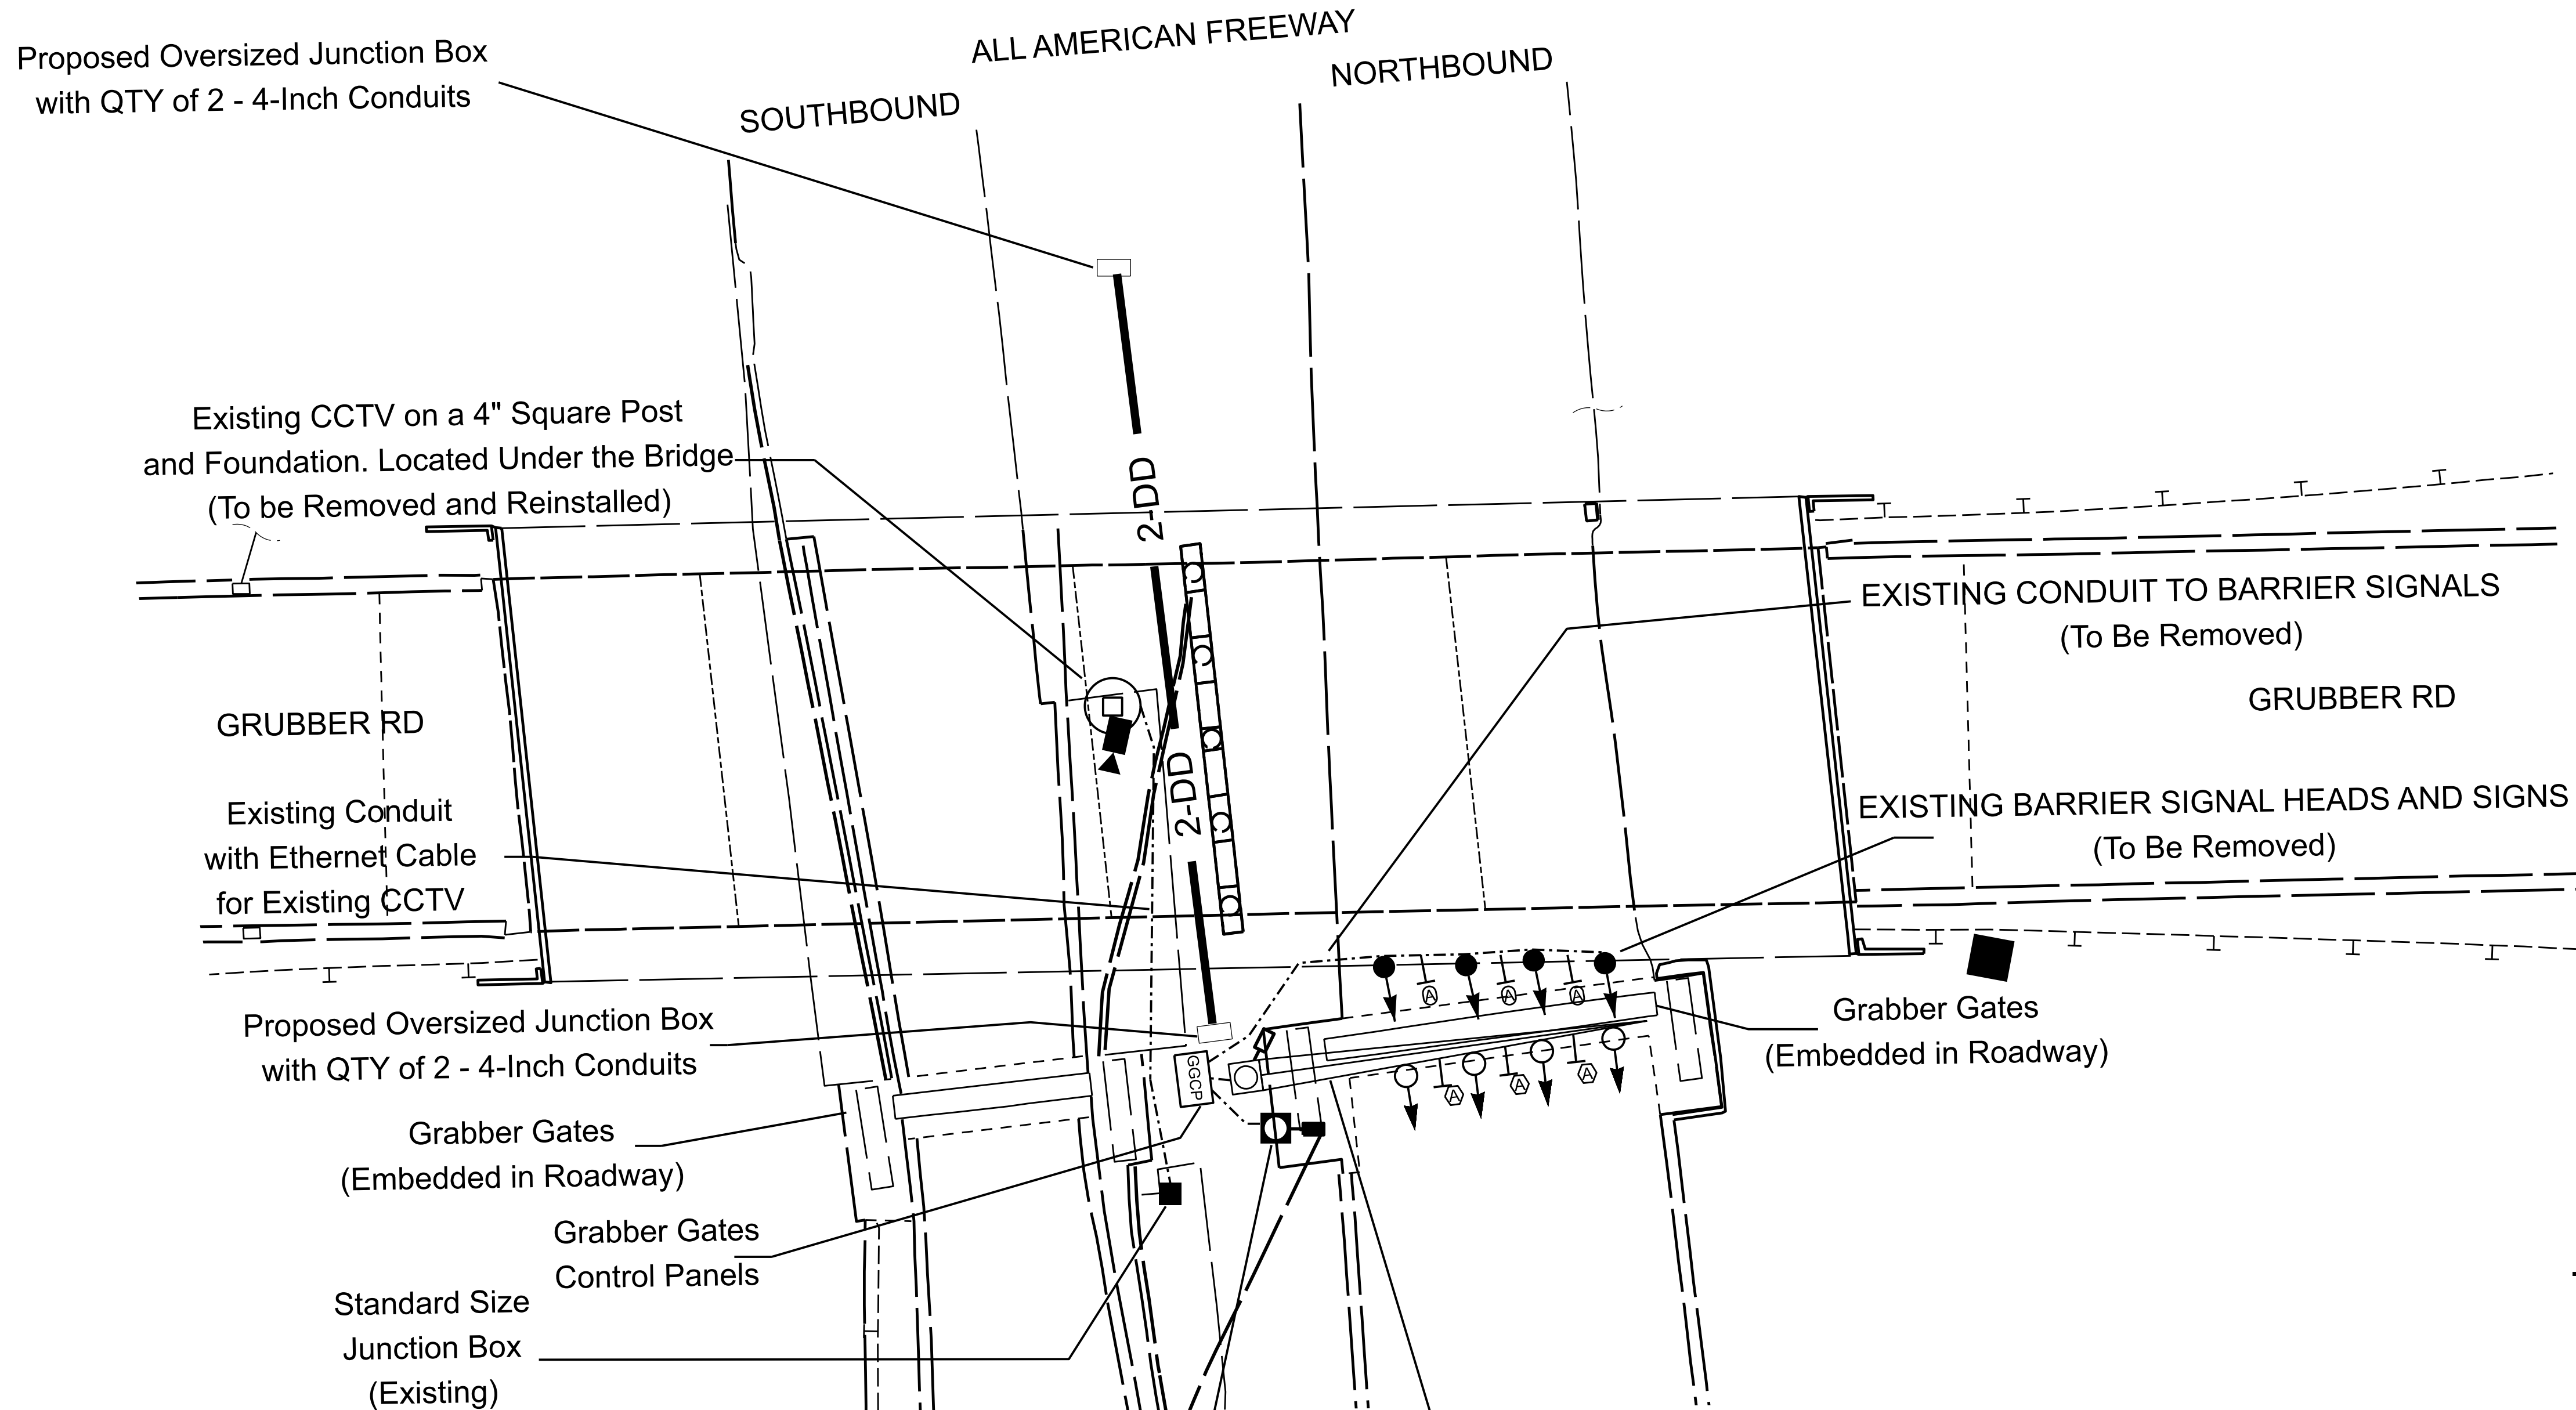 ALL AMERICAN FREEWAY
NORTHBOUND
SOUTHBOUND
Proposed Oversized Junction Box
with QTY of 2 - 4-Inch Conduits
Existing CCTV on a 4" Square Post
and Foundation. Located Under the Bridge
(To be Removed and Reinstalled)
2-DD
C
C
C
C
C
2-DD
EXISTING CONDUIT TO BARRIER SIGNALS
(To Be Removed)
GRUBBER RD
GRUBBER RD
EXISTING BARRIER SIGNAL HEADS AND SIGNS
(To Be Removed)
Existing Conduit
with Ethernet Cable
for Existing CCTV
A
A
A
Grabber Gates
(Embedded in Roadway)
Proposed Oversized Junction Box
with QTY of 2 - 4-Inch Conduits
GGCP
A
A
A
Grabber Gates
(Embedded in Roadway)
Grabber Gates
Control Panels
Standard Size
Junction Box
(Existing)